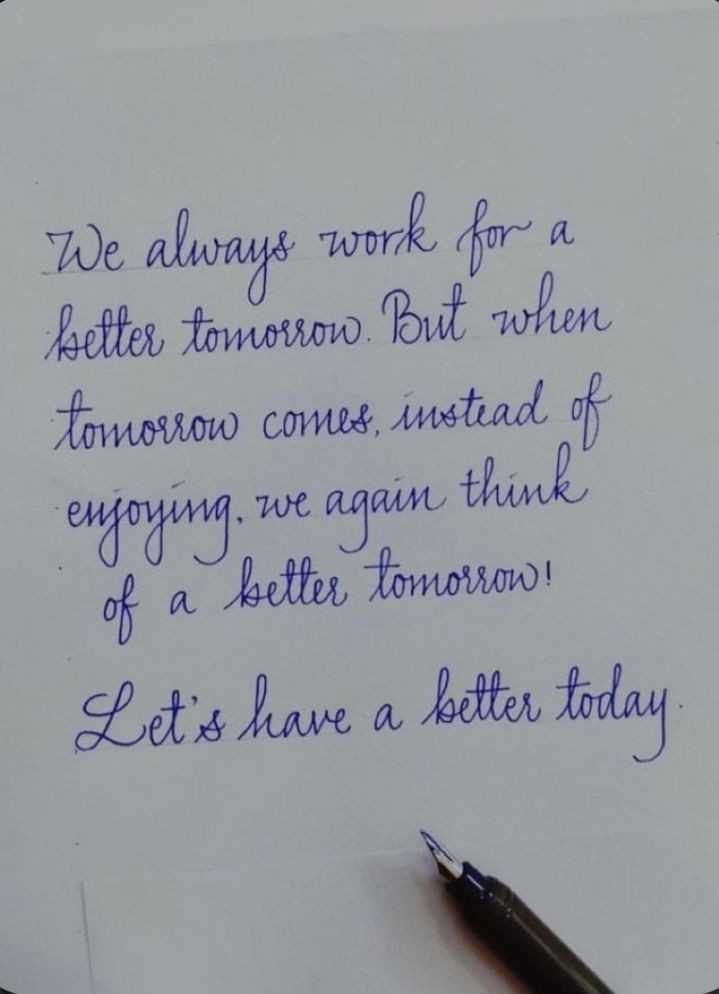 We always work for a
better tomorrow. But when
tomorrow comes, instead of
enjoying, we again think
of a better tomorrow!
Let's have a better today.